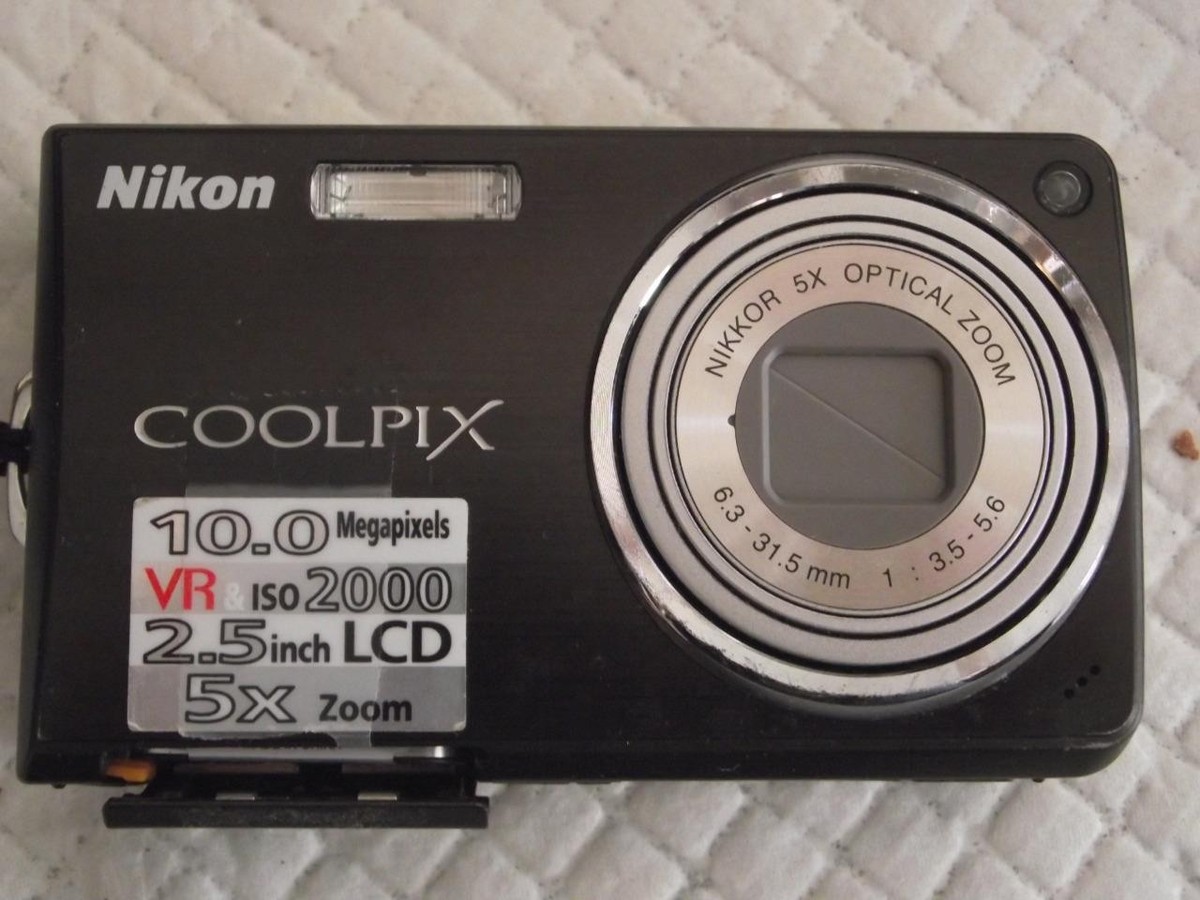 Nikon
COOLPIX
10.0 Megapixels
VR & ISO 2000
2.5 inch LCD
5x Zoom
NIKKOR 5X OPTICAL ZOOM
6.3 - 31.5 mm 1 : 3.5 - 5.6